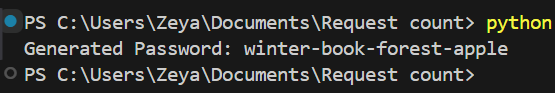 PS C:\Users\Zeya\Documents\Request count> python
Generated Password: winter-book-forest-apple
PS C:\Users\Zeya\Documents\Request count>